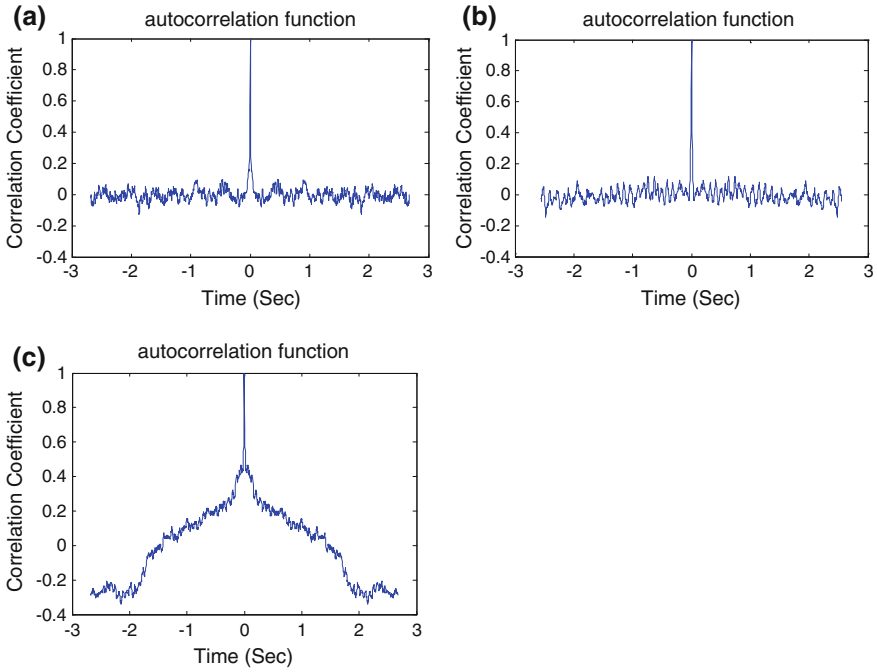 (a)
autocorrelation function
Correlation Coefficient
1
0.8
0.6
0.4
0.2
0
-0.2
-0.4
-3 -2 -1 0 1 2 3
Time (Sec)
(b)
autocorrelation function
Correlation Coefficient
1
0.8
0.6
0.4
0.2
0
-0.2
-0.4
-3 -2 -1 0 1 2 3
Time (Sec)
(c)
autocorrelation function
Correlation Coefficient
1
0.8
0.6
0.4
0.2
0
-0.2
-0.4
-3 -2 -1 0 1 2 3
Time (Sec)